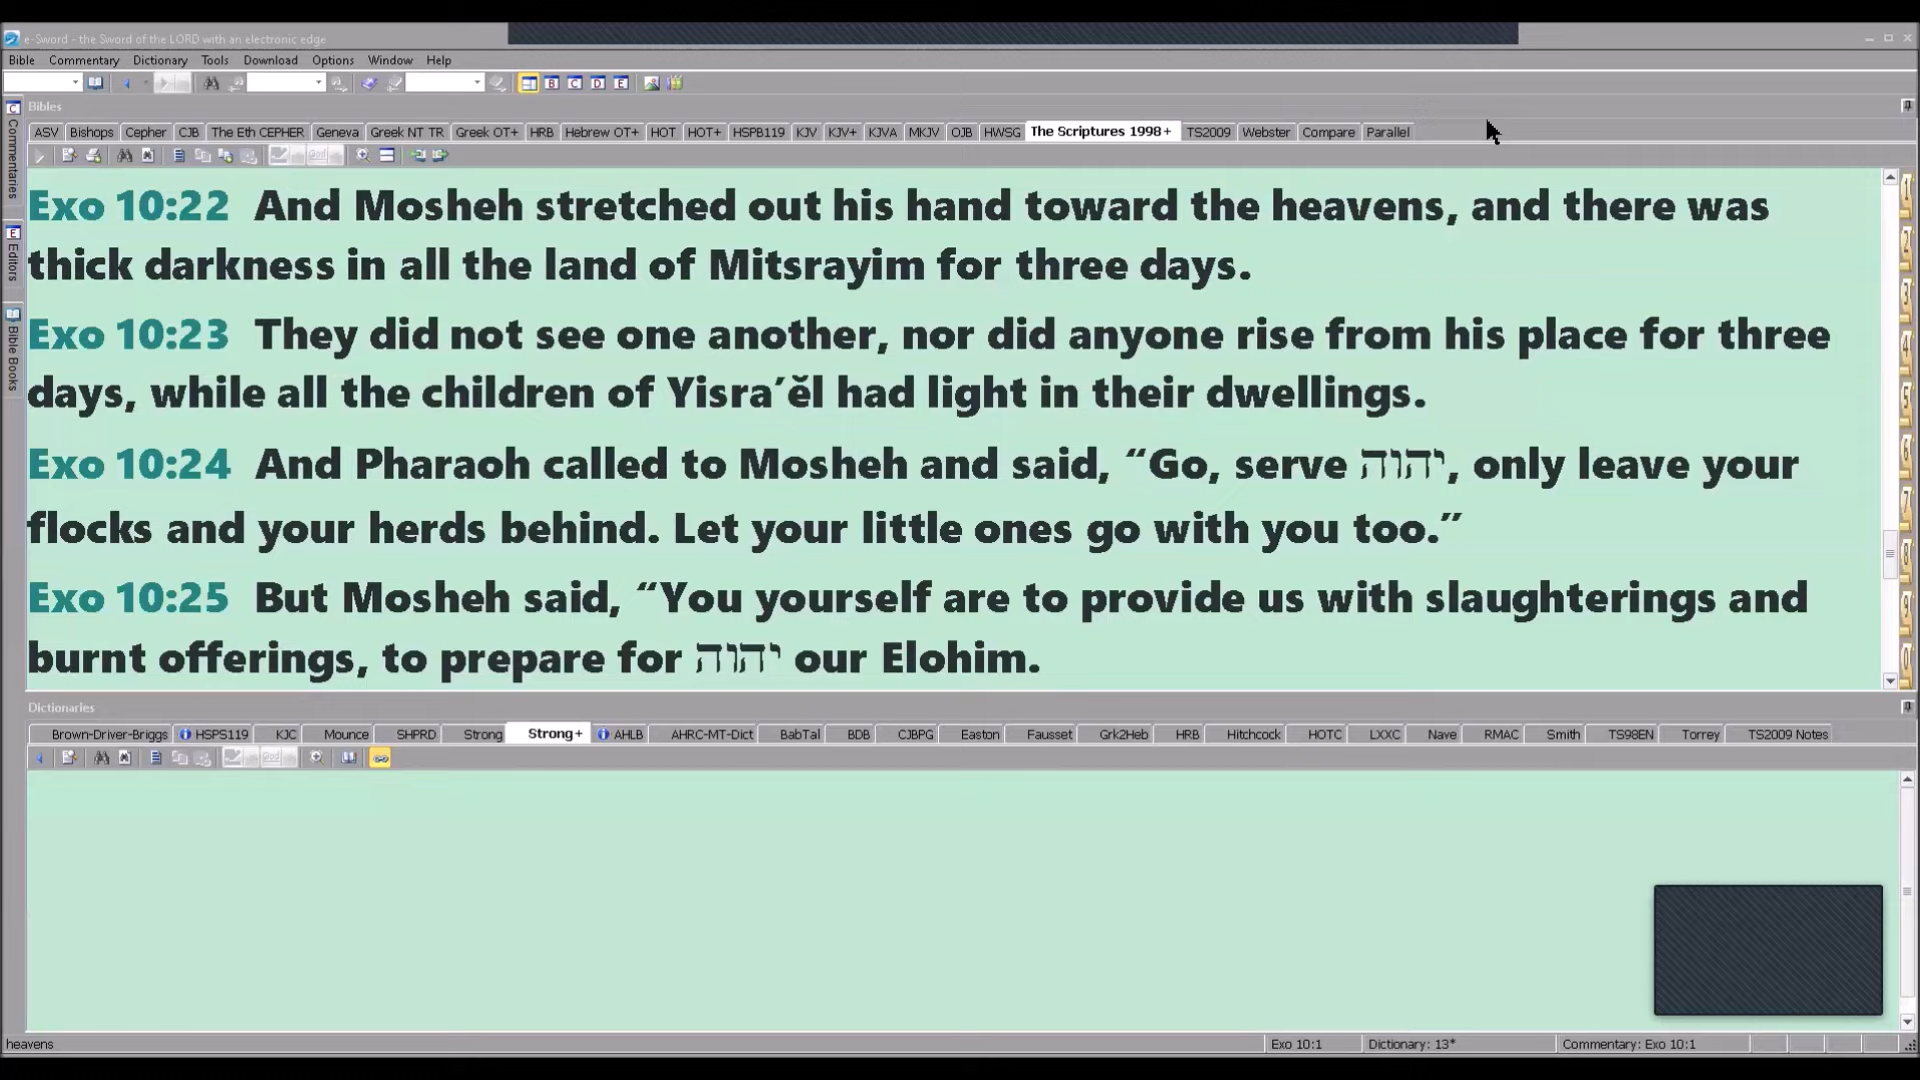 e-Sword - the Sword of the LORD with an electronic edge
Bible Commentary Dictionary Tools Download Options Window Help
B C D E
Bibles
ASV Bishops Cepher CJB The Eth CEPHER Geneva Greek NT TR Greek OT+ HRB Hebrew OT+ HOT HOT+ HSPB119 KJV KJV+ KJVA MKJV OJB HWSG The Scriptures 1998+ TS2009 Webster Compare Parallel
Commentaries
Editors
Bible Books
Exo 10:22 And Mosheh stretched out his hand toward the heavens, and there was
thick darkness in all the land of Mitsrayim for three days.
Exo 10:23 They did not see one another, nor did anyone rise from his place for three
days, while all the children of Yisra’ĕl had light in their dwellings.
Exo 10:24 And Pharaoh called to Mosheh and said, “Go, serve יהוה, only leave your
flocks and your herds behind. Let your little ones go with you too.”
Exo 10:25 But Mosheh said, “You yourself are to provide us with slaughterings and
burnt offerings, to prepare for יהוה our Elohim.
Dictionaries
Brown-Driver-Briggs HSPS119 KJC Mounce SHPRD Strong Strong+ AHLB AHRC-MT-Dict BabTal BDB CJBPG Easton Fausset Grk2Heb HRB Hitchcock HOTC LXXC Nave RMAC Smith TS98EN Torrey TS2009 Notes
heavens Exo 10:1 Dictionary: 13* Commentary: Exo 10:1